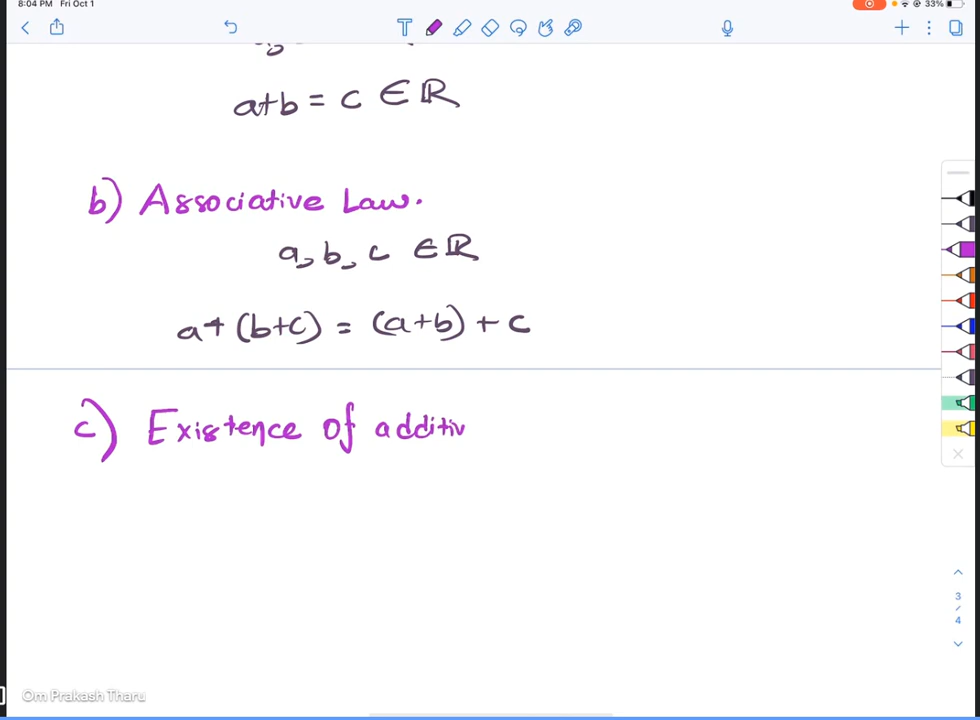 8:04 PM Fri Oct 1
33%
a+b = c ∈ ℝ
b) Associative Law.
a, b, c ∈ ℝ
a + (b+c) = (a+b) + c
c) Existence of additiv
3
/
4
Om Prakash Tharu